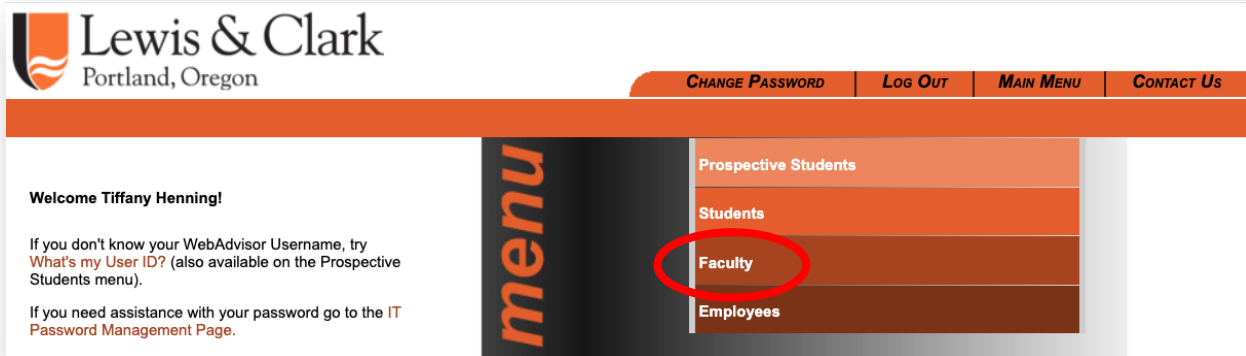 Lewis & Clark
Portland, Oregon
CHANGE PASSWORD LOG OUT MAIN MENU CONTACT US
Welcome Tiffany Henning!
If you don't know your WebAdvisor Username, try
What's my User ID? (also available on the Prospective
Students menu).
If you need assistance with your password go to the IT
Password Management Page.
menu
Prospective Students
Students
Faculty
Employees